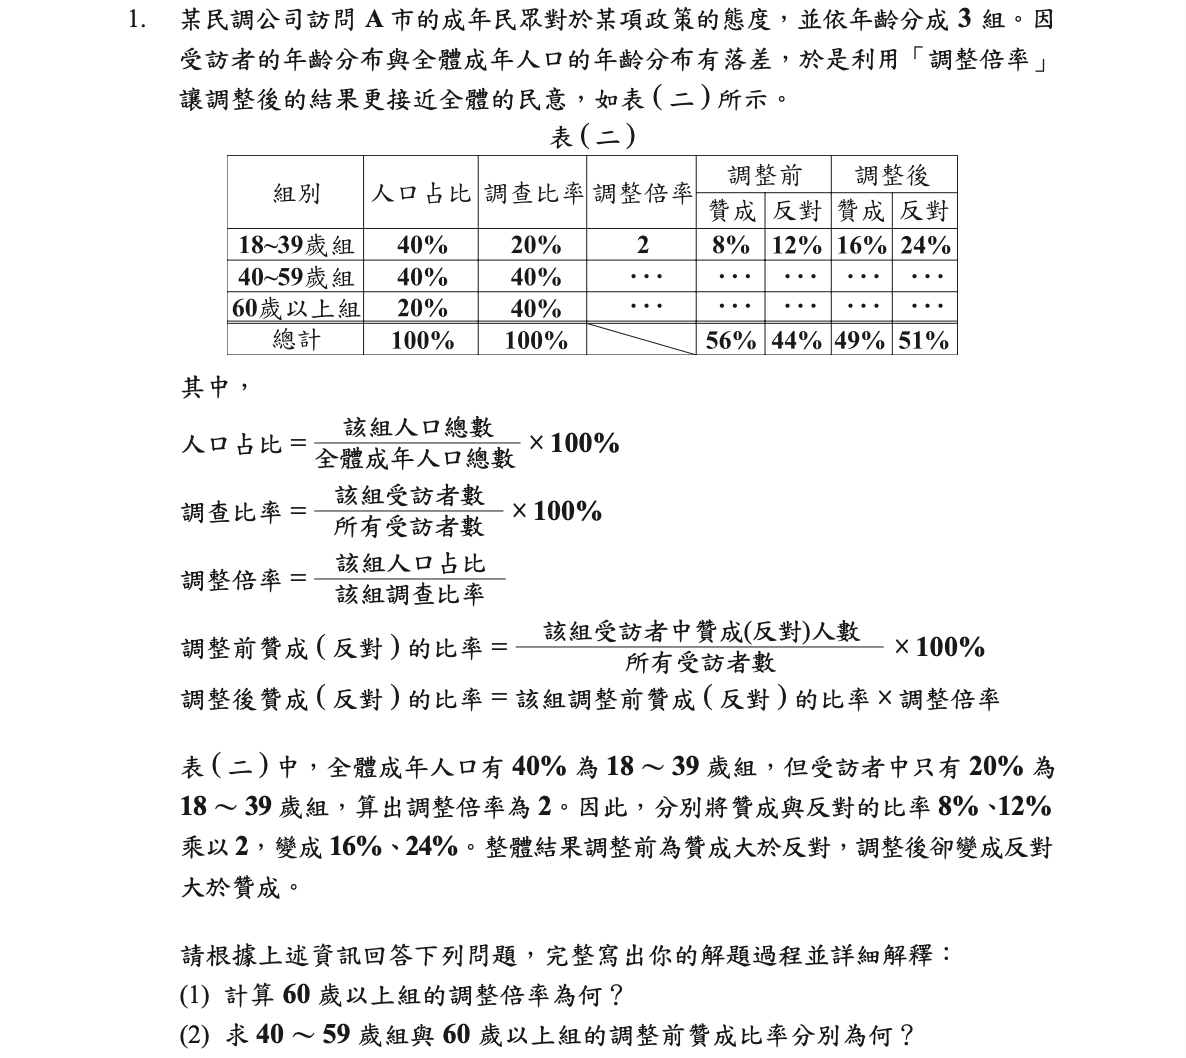 1. 某民調公司訪問 A 市的成年民眾對於某項政策的態度，並依年齡分成 3 組。因
受訪者的年齡分布與全體成年人口的年齡分布有落差，於是利用「調整倍率」
讓調整後的結果更接近全體的民意，如表(二)所示。
表(二)
組別 人口占比 調查比率 調整倍率 調整前 調整後
贊成 反對 贊成 反對
18~39歲組 40% 20% 2 8% 12% 16% 24%
40~59歲組 40% 40% … … … … …
60歲以上組 20% 40% … … … … …
總計 100% 100% 56% 44% 49% 51%
其中，
人口占比 = 該組人口總數 / 全體成年人口總數 × 100%
調查比率 = 該組受訪者數 / 所有受訪者數 × 100%
調整倍率 = 該組人口占比 / 該組調查比率
調整前贊成(反對)的比率 = 該組受訪者中贊成(反對)人數 / 所有受訪者數 × 100%
調整後贊成(反對)的比率 = 該組調整前贊成(反對)的比率 × 調整倍率
表(二)中，全體成年人口有 40% 為 18～39 歲組，但受訪者中只有 20% 為
18～39 歲組，算出調整倍率為 2。因此，分別將贊成與反對的比率 8%、12%
乘以 2，變成 16%、24%。整體結果調整前為贊成大於反對，調整後卻變成反對
大於贊成。
請根據上述資訊回答下列問題，完整寫出你的解題過程並詳細解釋：
(1) 計算 60 歲以上組的調整倍率為何？
(2) 求 40～59 歲組與 60 歲以上組的調整前贊成比率分別為何？